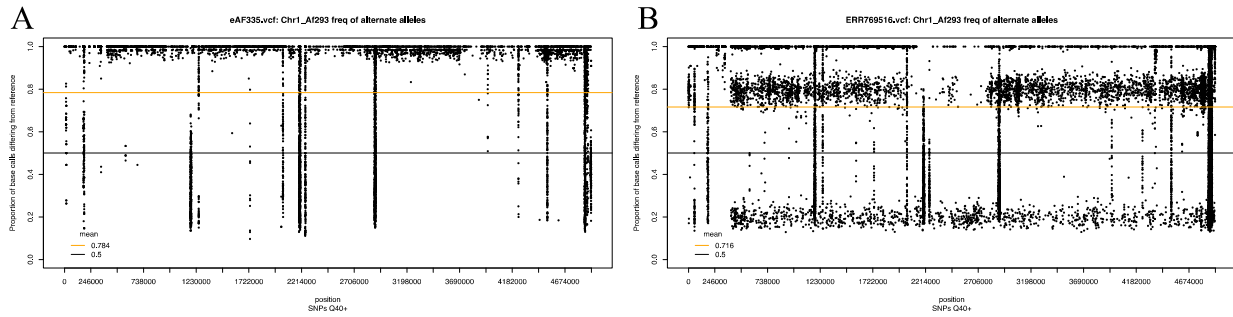 A
eAF335.vcf: Chr1_Af293 freq of alternate alleles
Proportion of base calls differing from reference
1.0
0.8
0.6
0.4
0.2
0.0
mean
0.784
0.5
0 246000 738000 1230000 1722000 2214000 2706000 3198000 3690000 4182000 4674000
position
SNPs Q40+
B
ERR769516.vcf: Chr1_Af293 freq of alternate alleles
Proportion of base calls differing from reference
1.0
0.8
0.6
0.4
0.2
0.0
mean
0.716
0.5
0 246000 738000 1230000 1722000 2214000 2706000 3198000 3690000 4182000 4674000
position
SNPs Q40+